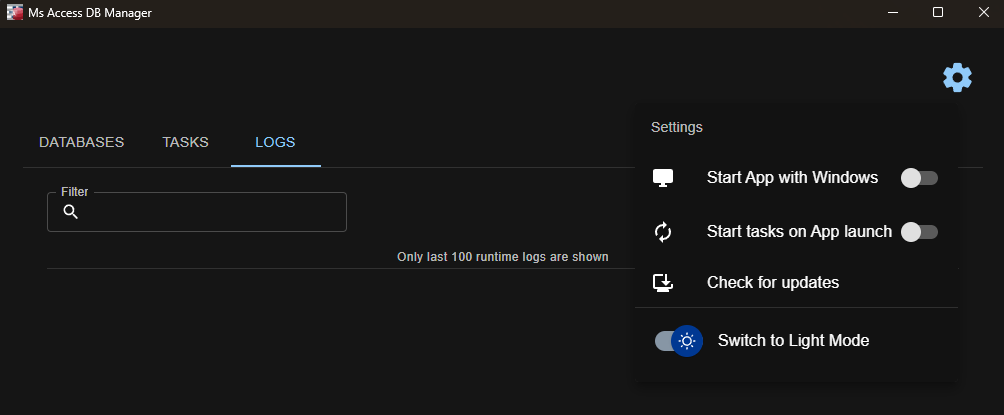 Ms Access DB Manager
DATABASES
TASKS
LOGS
Filter
Only last 100 runtime logs are shown
Settings
Start App with Windows
Start tasks on App launch
Check for updates
Switch to Light Mode